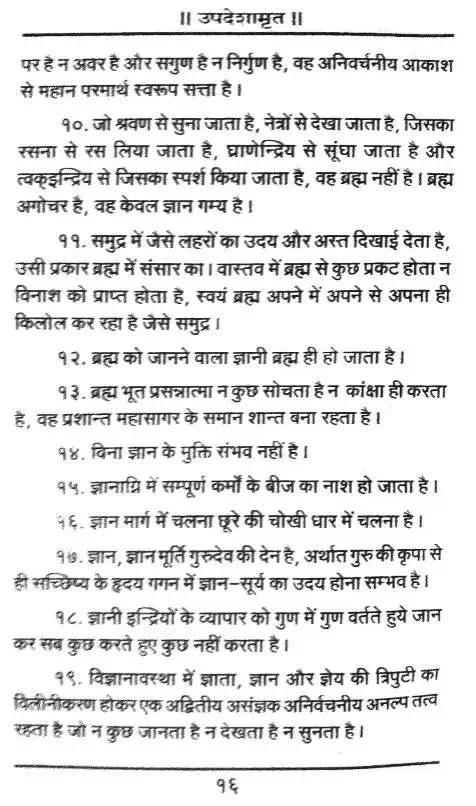 || उपदेशामृत ||
पर है न अवर है और सगुण है न निर्गुण है, वह अनिवर्चनीय आकाश
से महान परमार्थ स्वरूप सत्ता है।
१०. जो श्रवण से सुना जाता है, नेत्रों से देखा जाता है, जिसका
रसना से रस लिया जाता है, घ्राणेन्द्रिय से सूंघा जाता है और
त्वक्इन्द्रिय से जिसका स्पर्श किया जाता है, वह ब्रह्म नहीं है। ब्रह्म
अगोचर है, वह केवल ज्ञान गम्य है।
११. समुद्र में जैसे लहरों का उदय और अस्त दिखाई देता है,
उसी प्रकार ब्रह्म में संसार का। वास्तव में ब्रह्म से कुछ प्रकट होता न
विनाश को प्राप्त होता है, स्वयं ब्रह्म अपने में अपने से अपना ही
किलोल कर रहा है जैसे समुद्र।
१२. ब्रह्म को जानने वाला ज्ञानी ब्रह्म ही हो जाता है।
१३. ब्रह्म भूत प्रसन्नात्मा न कुछ सोचता है न कांक्षा ही करता
है, वह प्रशान्त महासागर के समान शान्त बना रहता है।
१४. विना ज्ञान के मुक्ति संभव नहीं है।
१५. ज्ञानाग्नि में सम्पूर्ण कर्मों के बीज का नाश हो जाता है।
१६. ज्ञान मार्ग में चलना छूरे की चोखी धार में चलना है।
१७. ज्ञान, ज्ञानमूर्ति गुरुदेव की देन है, अर्थात गुरु की कृपा से
ही सच्छिष्य के हृदय गगन में ज्ञान-सूर्य का उदय होना सम्भव है।
१८. ज्ञानी इन्द्रियों के व्यापार को गुण में गुण वर्तते हुये जान
कर सब कुछ करते हुए कुछ नहीं करता है।
१९. विज्ञानावस्था में ज्ञाता, ज्ञान और ज्ञेय की त्रिपुटी का
विलीनीकरण होकर एक अद्वितीय असंज्ञक अनिर्वचनीय अनल्प तत्व
रहता है जो न कुछ जानता है न देखता है न सुनता है।
१६